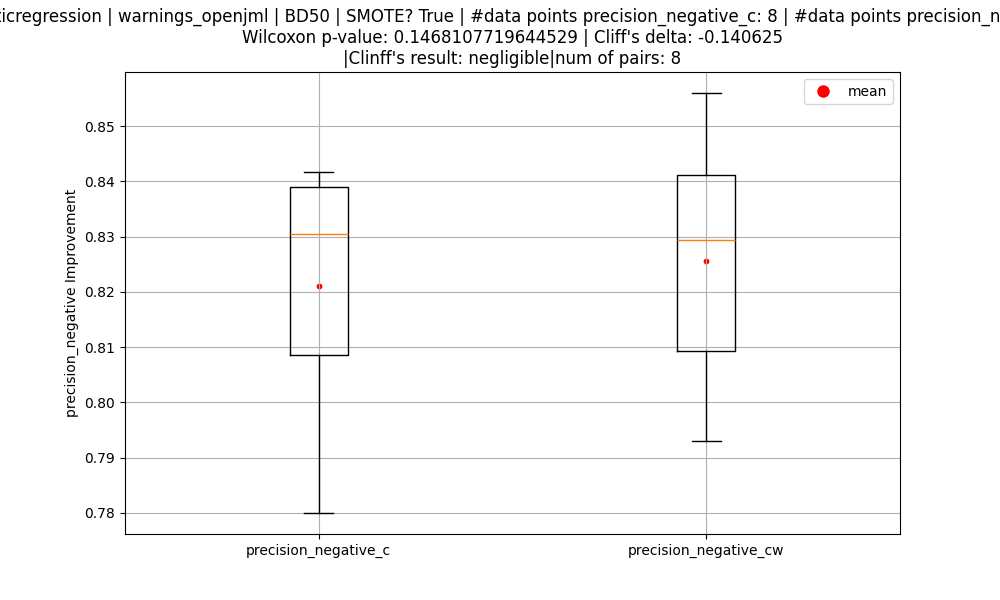 ticregression | warnings_openjml | BD50 | SMOTE? True | #data points precision_negative_c: 8 | #data points precision_n
Wilcoxon p-value: 0.1468107719644529 | Cliff's delta: -0.140625
|Clinff's result: negligible|num of pairs: 8
mean
0.85
0.84
0.83
0.82
0.81
0.80
0.79
0.78
precision_negative Improvement
precision_negative_c
precision_negative_cw